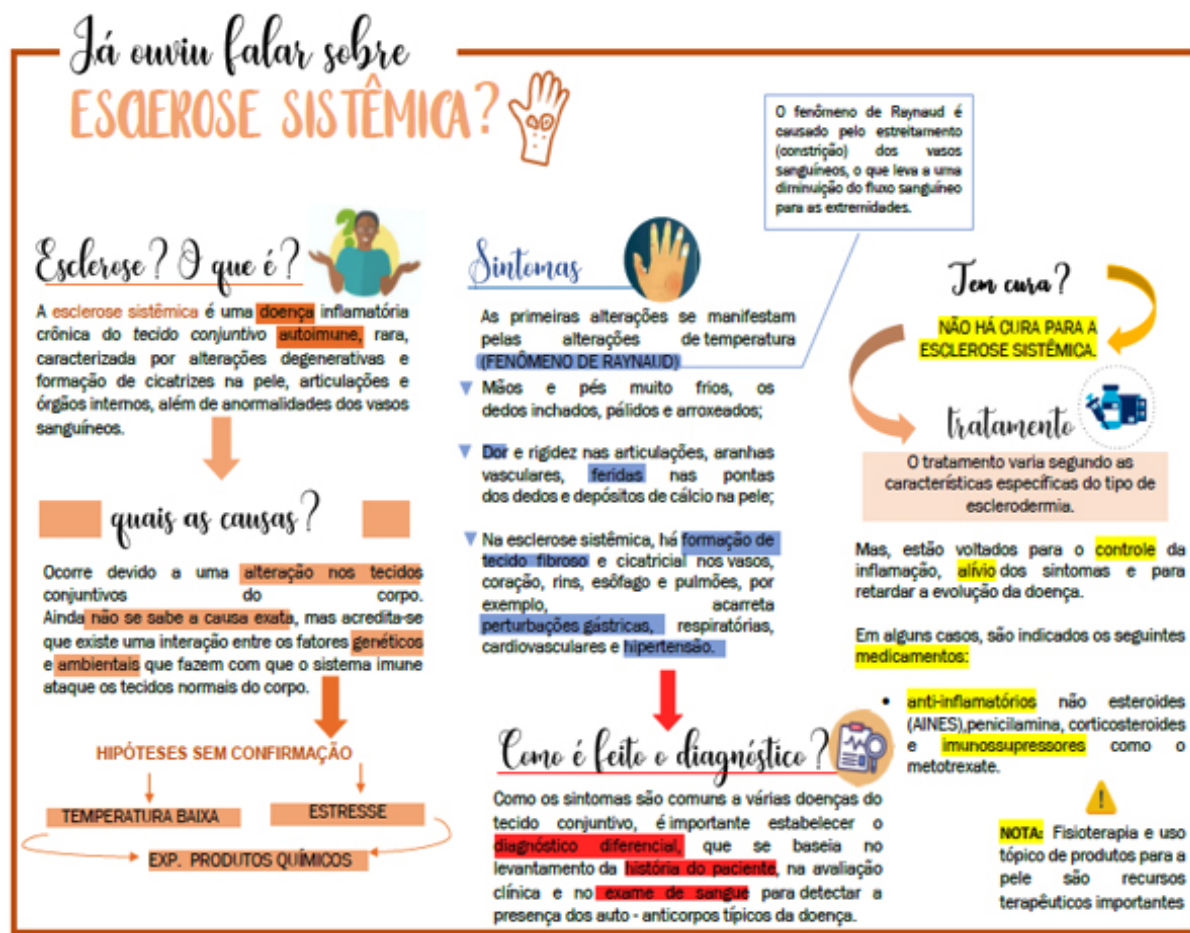 Já ouviu falar sobre
ESCLEROSE SISTÊMICA?
Esclerose? O que é?
A esclerose sistêmica é uma doença inflamatória
crônica do tecido conjuntivo autoimune, rara,
caracterizada por alterações degenerativas e
formação de cicatrizes na pele, articulações e
órgãos internos, além de anormalidades dos vasos
sanguíneos.
quais as causas?
Ocorre devido a uma alteração nos tecidos
conjuntivos do corpo.
Ainda não se sabe a causa exata, mas acredita-se
que existe uma interação entre os fatores genéticos
e ambientais que fazem com que o sistema imune
ataque os tecidos normais do corpo.
HIPÓTESES SEM CONFIRMAÇÃO
TEMPERATURA BAIXA
ESTRESSE
EXP. PRODUTOS QUÍMICOS
Sintomas
As primeiras alterações se manifestam
pelas alterações de temperatura
(FENÔMENO DE RAYNAUD)
Mãos e pés muito frios, os
dedos inchados, pálidos e arroxeados;
Dor e rigidez nas articulações, aranhas
vasculares, feridas nas pontas
dos dedos e depósitos de cálcio na pele;
Na esclerose sistêmica, há formação de
tecido fibroso e cicatricial nos vasos,
coração, rins, esôfago e pulmões, por
exemplo, acarreta
perturbações gástricas, respiratórias,
cardiovasculares e hipertensão.
Como é feito o diagnóstico?
Como os sintomas são comuns a várias doenças do
tecido conjuntivo, é importante estabelecer o
diagnóstico diferencial, que se baseia no
levantamento da história do paciente, na avaliação
clínica e no exame de sangue para detectar a
presença dos auto - anticorpos típicos da doença.
O fenômeno de Raynaud é
causado pelo estreitamento
(constrição) dos vasos
sanguíneos, o que leva a uma
diminuição do fluxo sanguíneo
para as extremidades.
Tem cura?
NÃO HÁ CURA PARA A
ESCLEROSE SISTÊMICA.
tratamento
O tratamento varia segundo as
características específicas do tipo de
esclerodermia.
Mas, estão voltados para o controle da
inflamação, alívio dos sintomas e para
retardar a evolução da doença.
Em alguns casos, são indicados os seguintes
medicamentos:
• anti-inflamatórios não esteroides
(AINES),penicilamina, corticosteroides
e imunossupressores como o
metotrexate.
NOTA: Fisioterapia e uso
tópico de produtos para a
pele são recursos
terapêuticos importantes